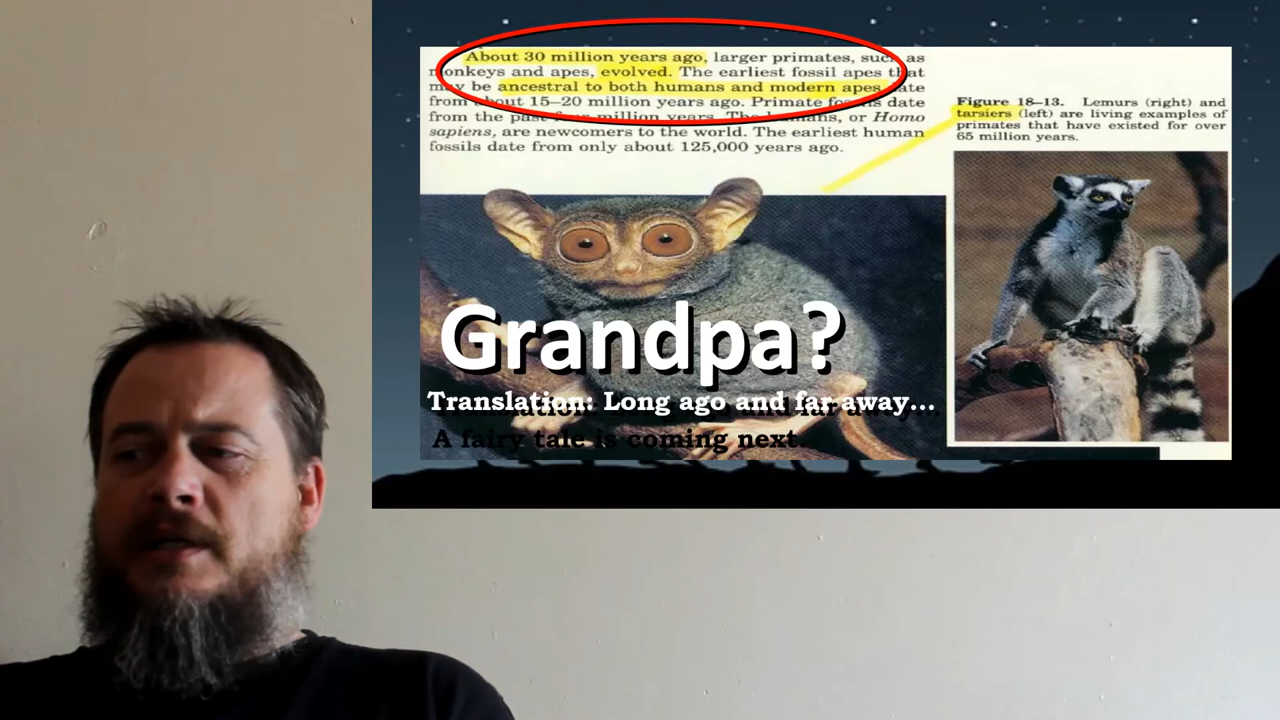 About 30 million years ago, larger primates, such as
monkeys and apes, evolved. The earliest fossil apes that
may be ancestral to both humans and modern apes date
from about 15–20 million years ago. Primate fossils date
from the past four million years. The humans, or Homo
sapiens, are newcomers to the world. The earliest human
fossils date from only about 125,000 years ago.
Figure 18–13. Lemurs (right) and
tarsiers (left) are living examples of
primates that have existed for over
65 million years.
Grandpa?
Translation: Long ago and far away...
A fairy tale is coming next.